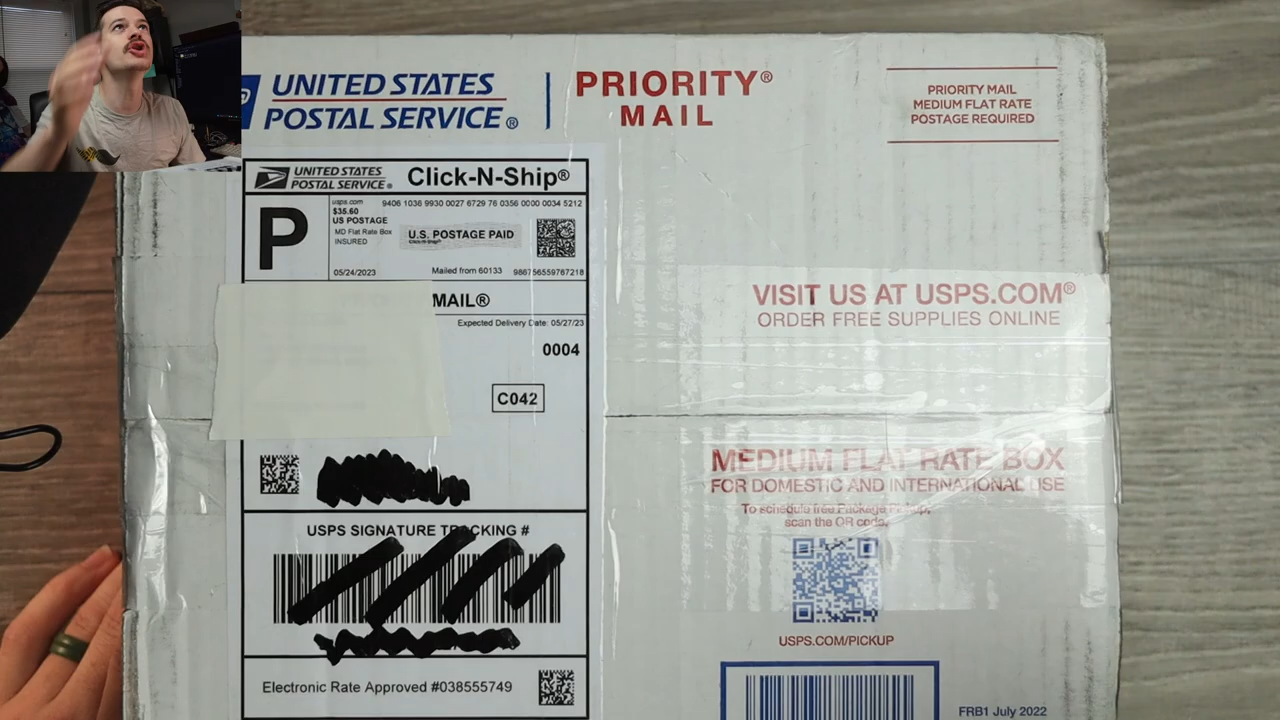 UNITED STATES
POSTAL SERVICE®
PRIORITY®
MAIL
PRIORITY MAIL
MEDIUM FLAT RATE
POSTAGE REQUIRED
UNITED STATES
POSTAL SERVICE®
Click-N-Ship®
P
usps.com
$35.60
US POSTAGE
MD Flat Rate Box
INSURED
9406 1036 9930 0027 6729 76 0356 0000 0034 5212
U.S. POSTAGE PAID
Click-N-Ship®
05/24/2023
Mailed from 60133
986756559767218
MAIL®
Expected Delivery Date: 05/27/23
0004
C042
USPS SIGNATURE TRACKING #
Electronic Rate Approved #038555749
VISIT US AT USPS.COM®
ORDER FREE SUPPLIES ONLINE
MEDIUM FLAT RATE BOX
FOR DOMESTIC AND INTERNATIONAL USE
To schedule free Package Pickup,
scan the QR code.
USPS.COM/PICKUP
FRB1 July 2022